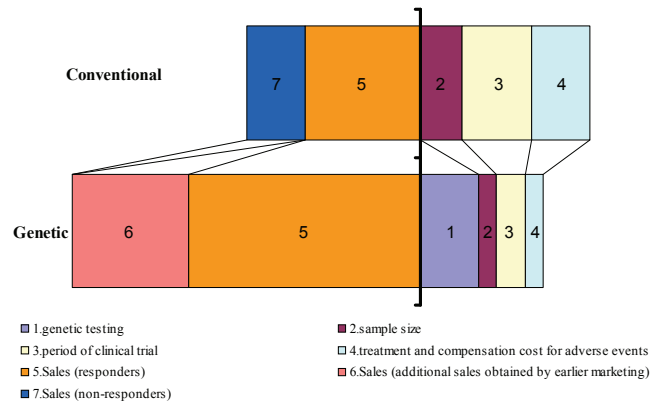 Conventional
7 5 2 3 4
Genetic
6 5 1 2 3 4
1.genetic testing
2.sample size
3.period of clinical trial
4.treatment and compensation cost for adverse events
5.Sales (responders)
6.Sales (additional sales obtained by earlier marketing)
7.Sales (non-responders)